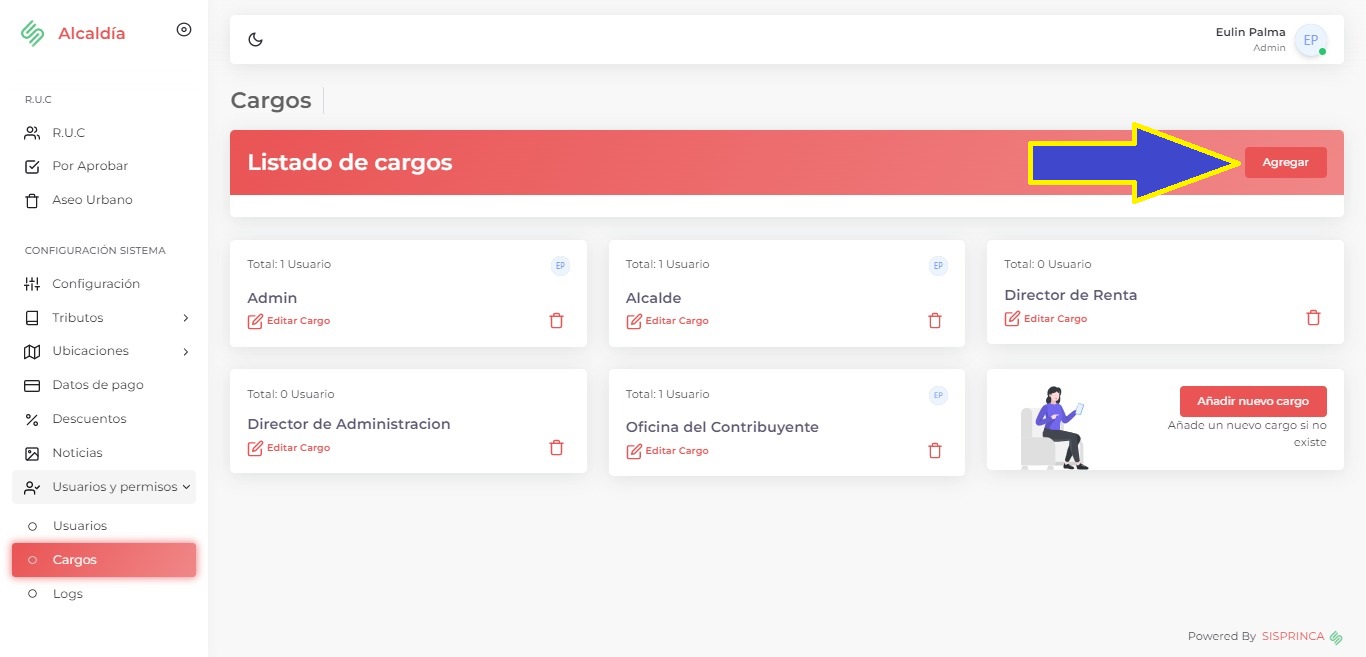 Alcaldía
R.U.C
R.U.C
Por Aprobar
Aseo Urbano
CONFIGURACIÓN SISTEMA
Configuración
Tributos
Ubicaciones
Datos de pago
Descuentos
Noticias
Usuarios y permisos
Usuarios
Cargos
Logs
Eulin Palma
Admin
EP
Cargos
Listado de cargos
Agregar
Total: 1 Usuario
EP
Admin
Editar Cargo
Total: 1 Usuario
EP
Alcalde
Editar Cargo
Total: 0 Usuario
Director de Renta
Editar Cargo
Total: 0 Usuario
Director de Administracion
Editar Cargo
Total: 1 Usuario
EP
Oficina del Contribuyente
Editar Cargo
Añadir nuevo cargo
Añade un nuevo cargo si no
existe
Powered By SISPRINCA